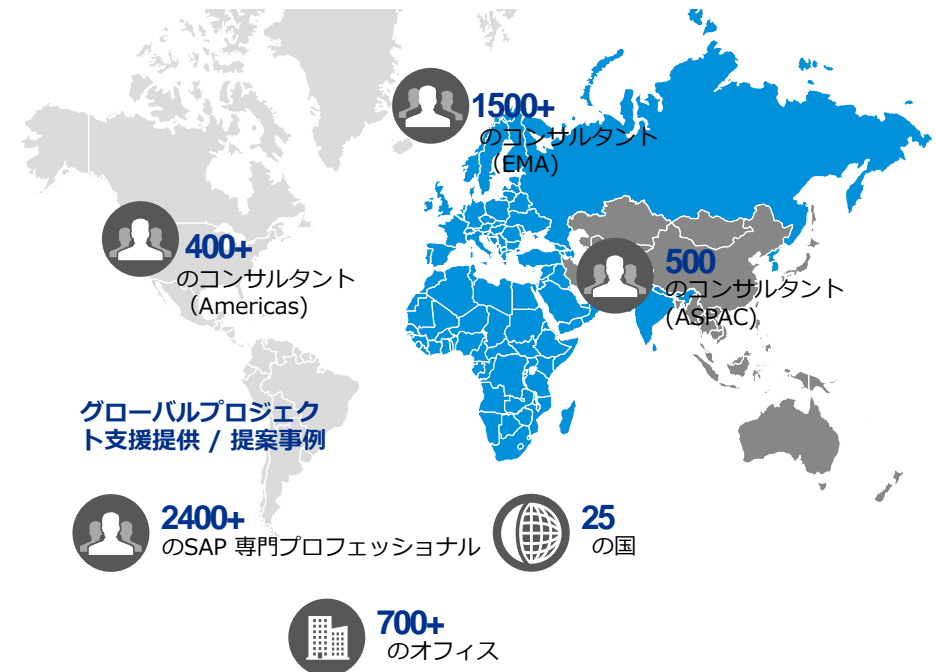 1500+
のコンサルタント
（EMA)
400+
のコンサルタント
（Americas)
500
のコンサルタント
(ASPAC)
グローバルプロジェク
ト支援提供 / 提案事例
2400+
のSAP 専門プロフェッショナル
25
の国
700+
のオフィス